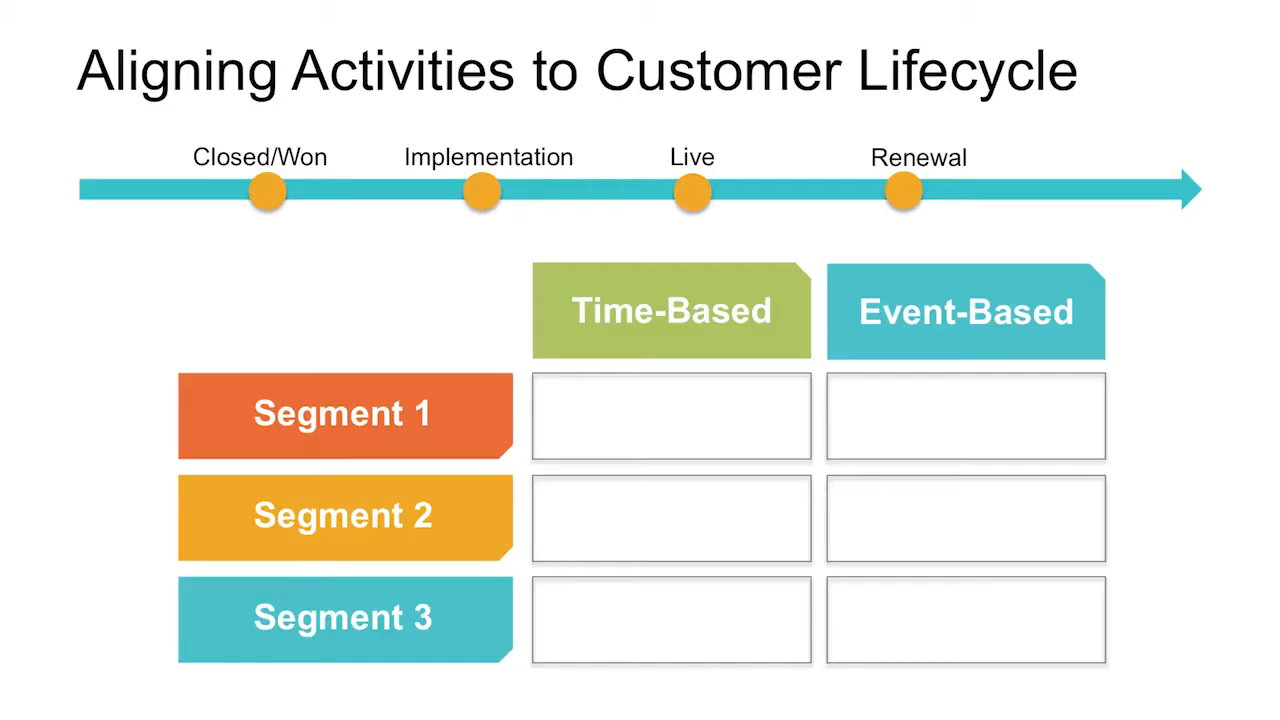 Aligning Activities to Customer Lifecycle
Closed/Won
Implementation
Live
Renewal
Time-Based
Event-Based
Segment 1
Segment 2
Segment 3